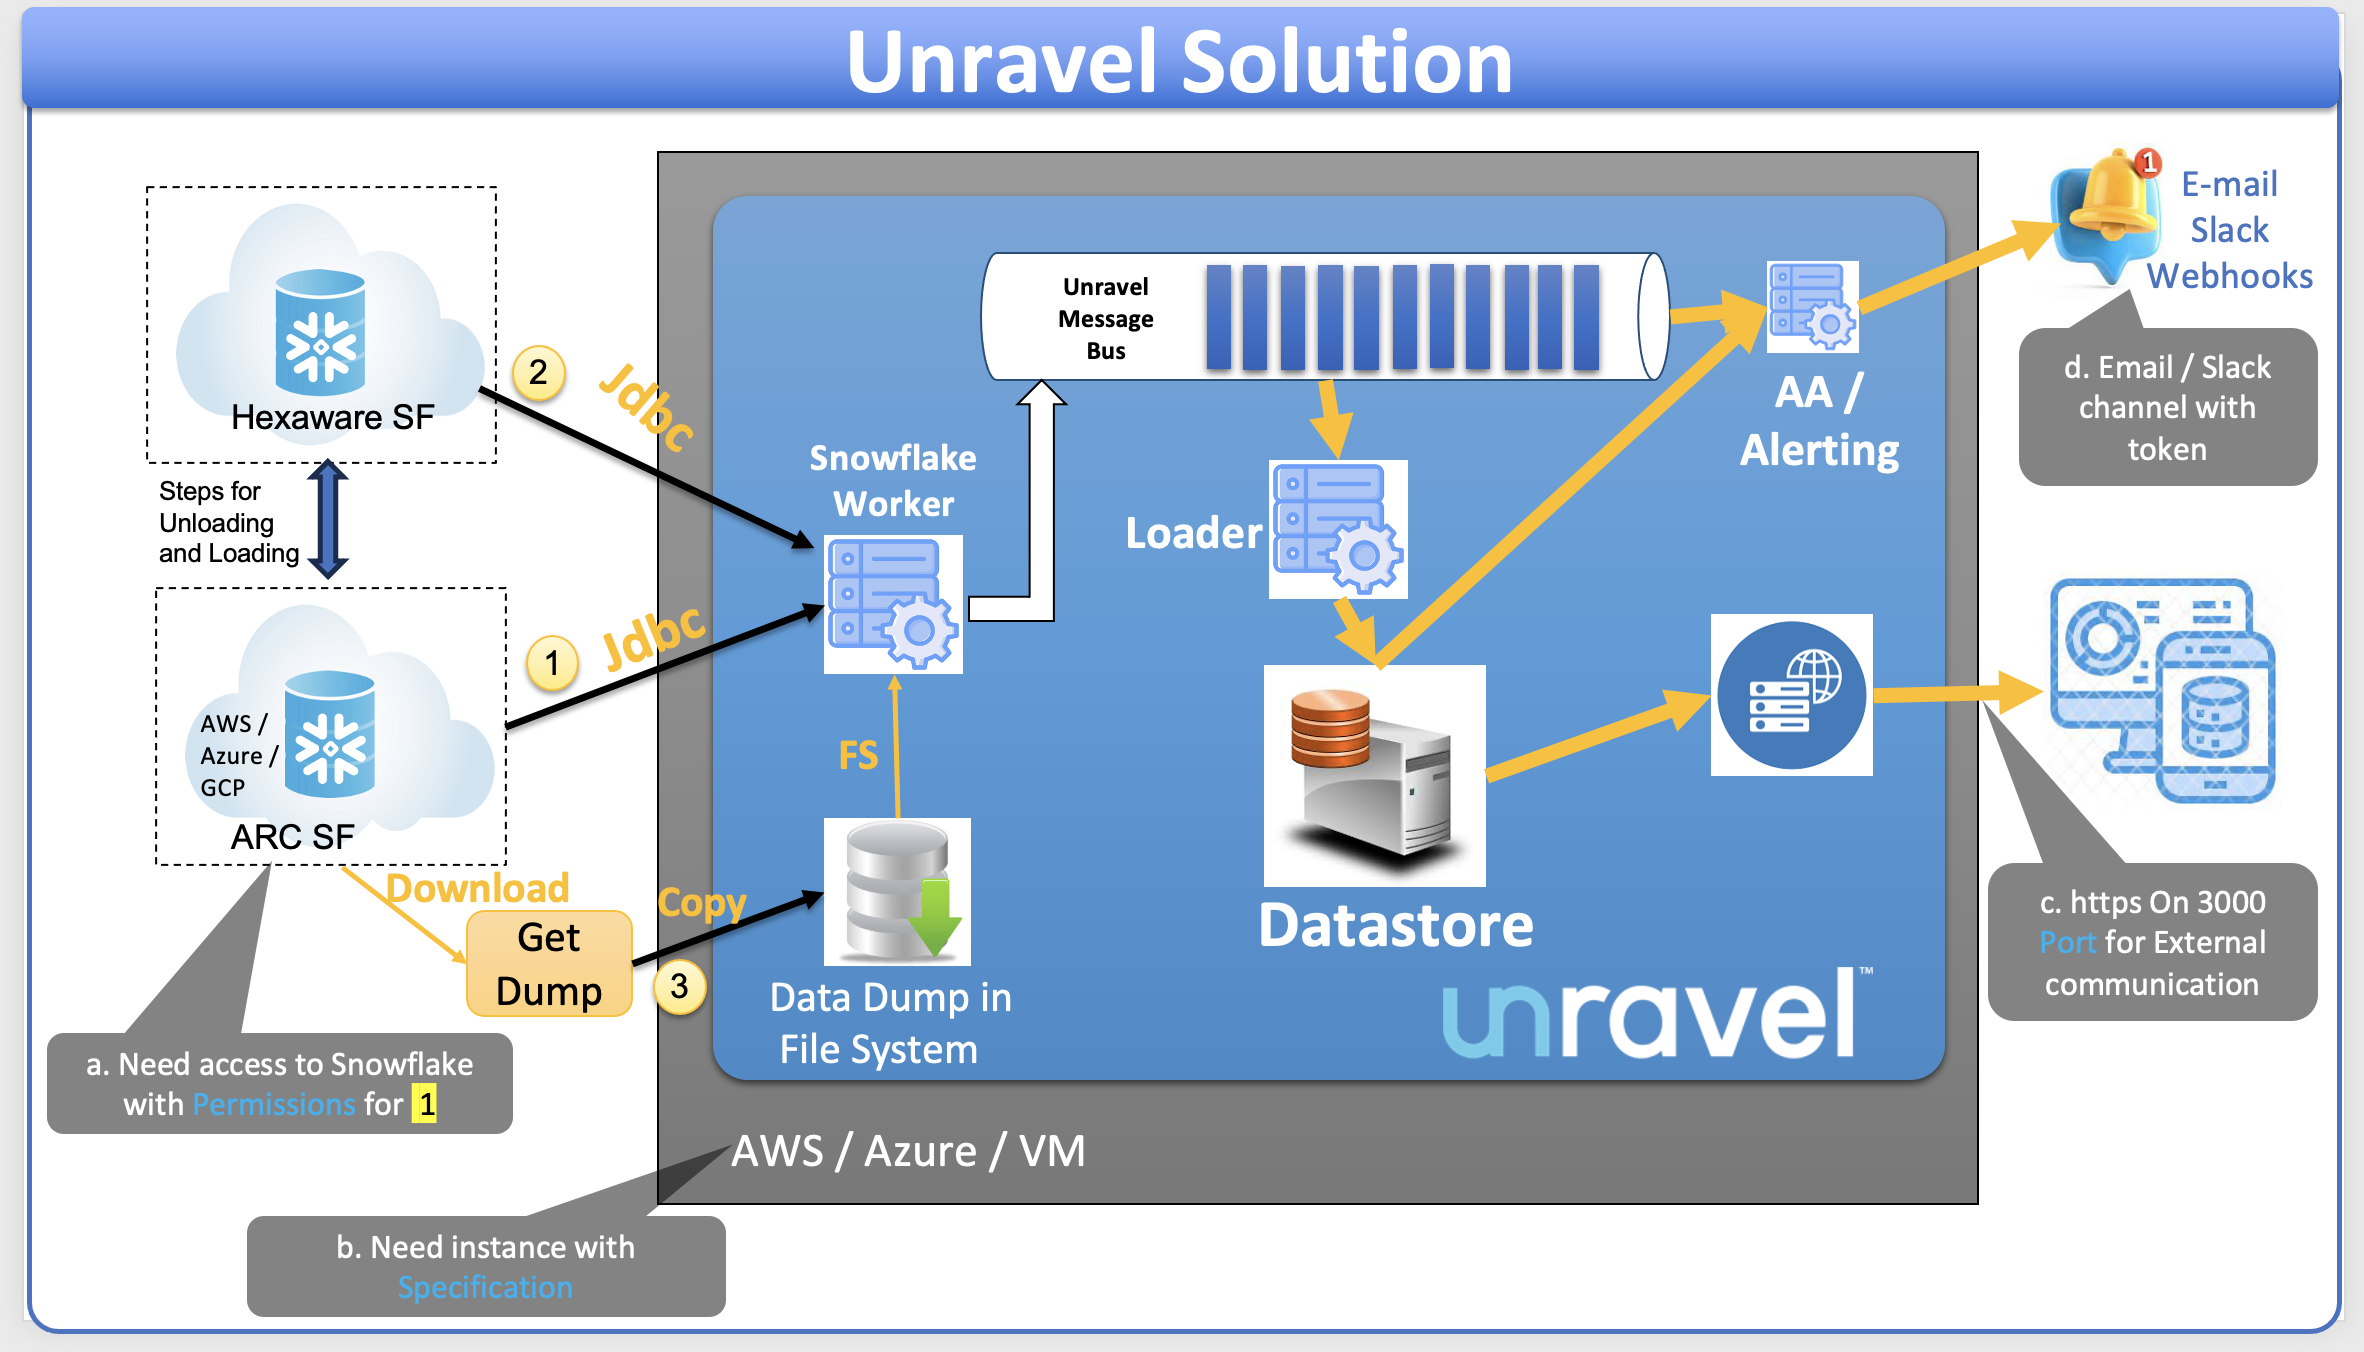 Unravel Solution
Hexaware SF
Steps for
Unloading
and Loading
AWS /
Azure /
GCP
ARC SF
2
Jdbc
1
Jdbc
Download
Get
Dump
Copy
3
a. Need access to Snowflake
with Permissions for 1
b. Need instance with
Specification
Snowflake
Worker
FS
Data Dump in
File System
Unravel
Message
Bus
Loader
Datastore
AA /
Alerting
unravel™
AWS / Azure / VM
1
E-mail
Slack
Webhooks
d. Email / Slack
channel with
token
c. https On 3000
Port for External
communication